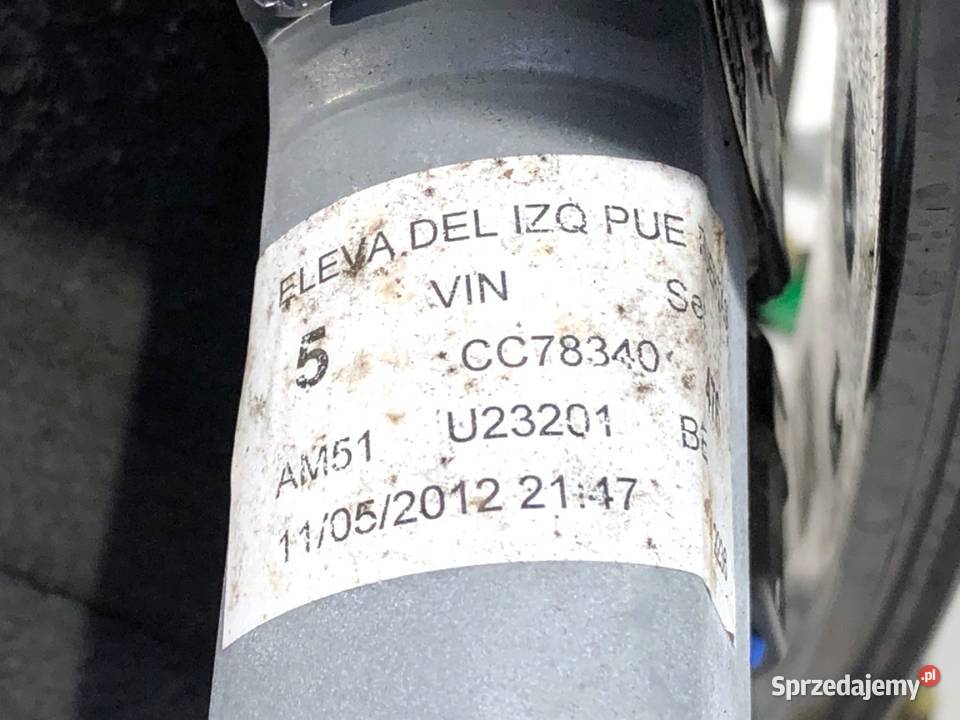 ELEVA.DEL IZQ PUE
VIN
5
CC78340
AM51 U23201
11/05/2012 21:47
Sprzedajemy.pl